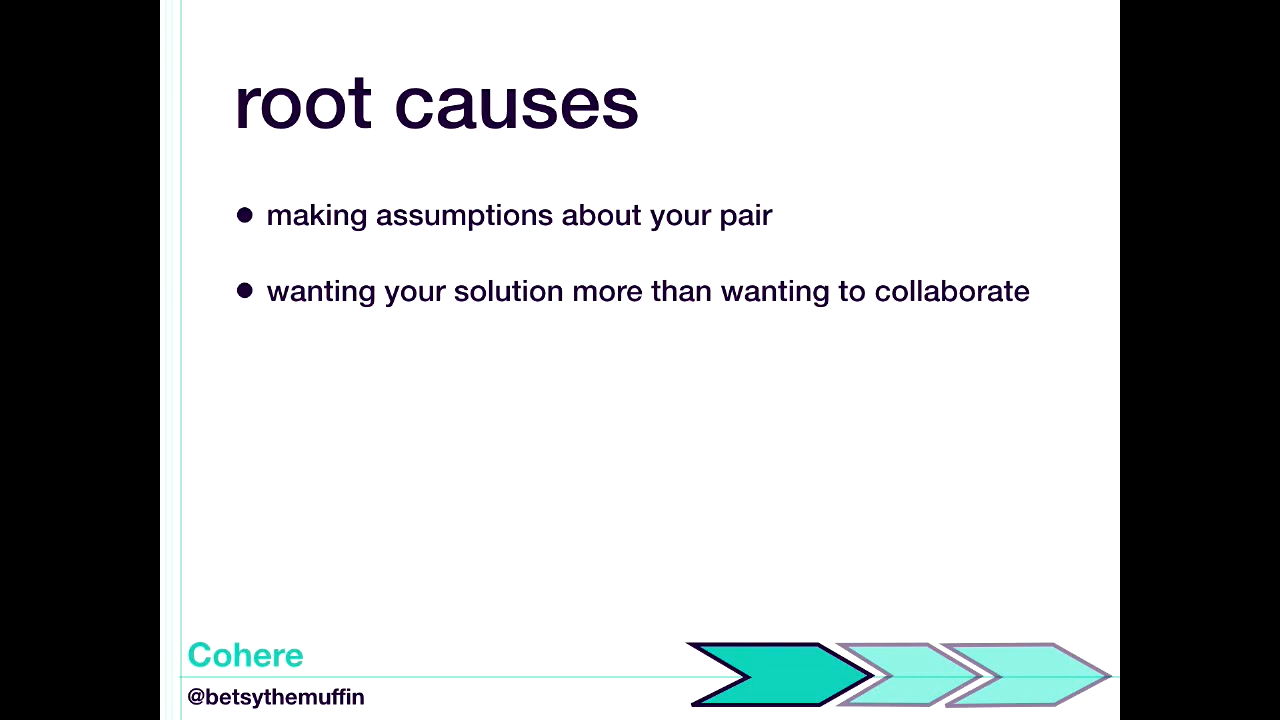 root causes
● making assumptions about your pair
● wanting your solution more than wanting to collaborate
Cohere
@betsythemuffin